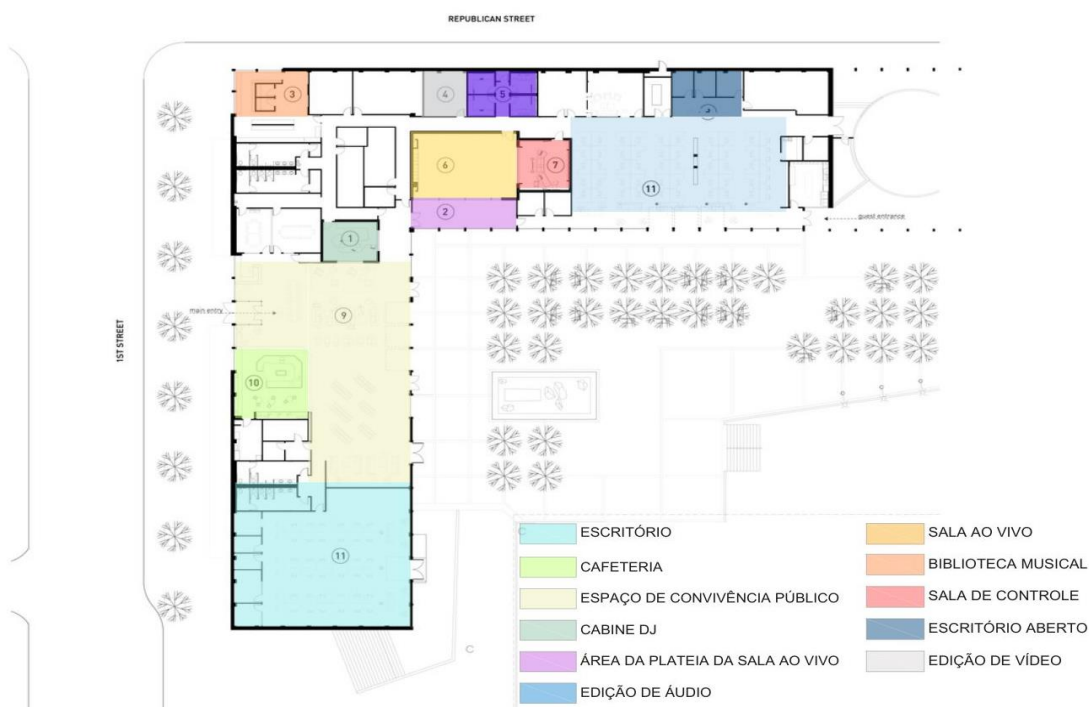 REPUBLICAN STREET
3
4
5
6
7
11
2
guest entrance
1
main entry
9
1ST STREET
10
11
C
C
ESCRITÓRIO
CAFETERIA
ESPAÇO DE CONVIVÊNCIA PÚBLICO
CABINE DJ
ÁREA DA PLATEIA DA SALA AO VIVO
EDIÇÃO DE ÁUDIO
SALA AO VIVO
BIBLIOTECA MUSICAL
SALA DE CONTROLE
ESCRITÓRIO ABERTO
EDIÇÃO DE VÍDEO